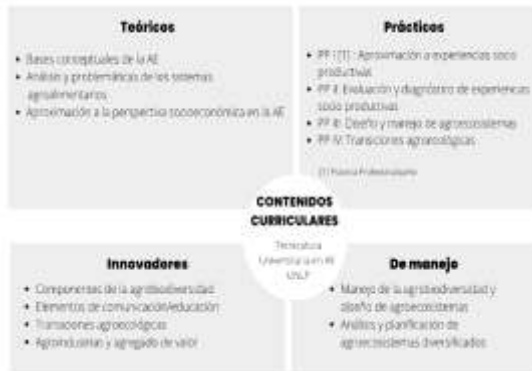 Teóricos
• Bases conceptuales de la AE
• Análisis y problemáticas de los sistemas
agroalimentarios
• Aproximación a la perspectiva socioeconómica en la AE
Prácticos
• PP I [1] : Aproximación a experiencias socio
productivas
• PP II: Evaluación y diagnóstico de experiencias
socio productivas
• PP III: Diseño y manejo de agroecosistemas
• PP IV: Transiciones agroecológicas
[1] Práctica Profesionalizante
CONTENIDOS
CURRICULARES
Tecnicatura
Universitaria en AE
UNLP
Innovadores
• Componentes de la agrobiodiversidad
• Elementos de comunicación/educación
• Transiciones agroecológicas
• Agroindustrias y agregado de valor
De manejo
• Manejo de la agrobiodiversidad y
diseño de agroecosistemas
• Análisis y planificación de
agroecosistemas diversificados